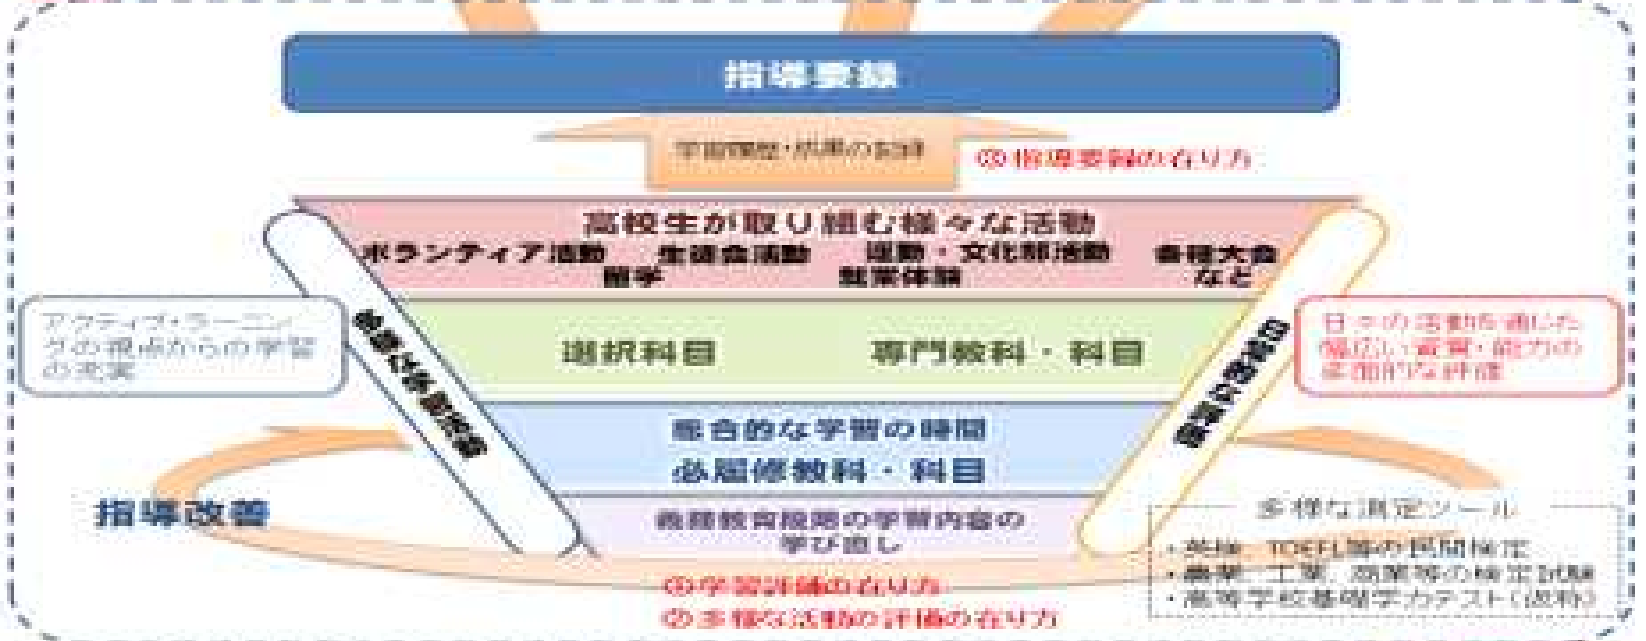 指導要録
学習履歴・成果の記録
③指導要録の在り方
高校生が取り組む様々な活動
ボランティア活動 生徒会活動 運動・文化部活動 各種大会
留学 就業体験 など
アクティブ・ラーニン
グの視点からの学習
の充実
選択科目 専門教科・科目
日々の活動を通じた
幅広い資質・能力の
多面的な評価
総合的な学習の時間
必履修教科・科目
指導改善
義務教育段階の学習内容の
学び直し
多様な測定ツール
・英検、TOEFL等の民間検定
・農業、工業、商業等の検定試験
・高等学校基礎学力テスト(仮称)
①学習評価の在り方
②多様な活動の評価の在り方